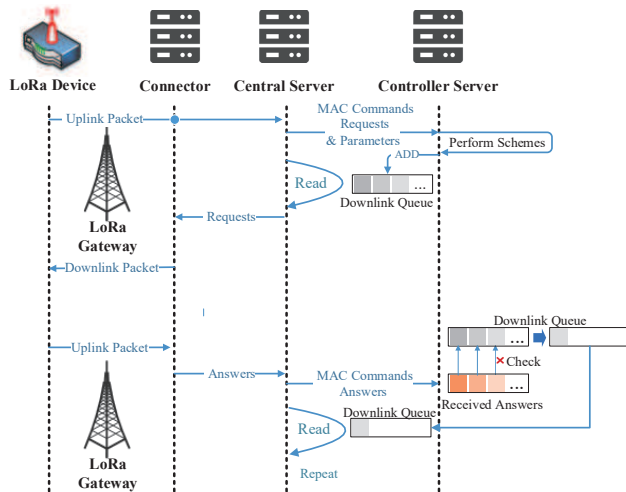 LoRa Device
Connector
Central Server
Controller Server
Uplink Packet
MAC Commands
Requests
& Parameters
Perform Schemes
ADD
Read
...
Downlink Queue
LoRa
Gateway
Requests
Downlink Packet
Downlink Queue
...
Uplink Packet
Check
Answers
MAC Commands
Answers
...
Received Answers
Downlink Queue
Read
LoRa
Gateway
Repeat